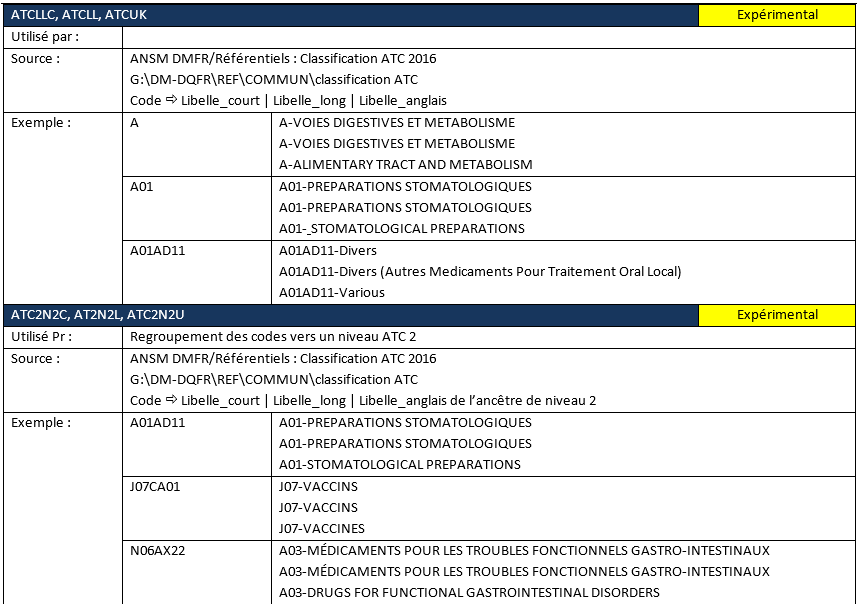 ATCLLC, ATCLL, ATCUK
Expérimental
Utilisé par :
Source :
ANSM DMFR/Référentiels : Classification ATC 2016
G:\DM-DQFR\REF\COMMUN\classification ATC
Code ⇨ Libelle_court | Libelle_long | Libelle_anglais
Exemple :
A
A-VOIES DIGESTIVES ET METABOLISME
A-VOIES DIGESTIVES ET METABOLISME
A-ALIMENTARY TRACT AND METABOLISM
A01
A01-PREPARATIONS STOMATOLOGIQUES
A01-PREPARATIONS STOMATOLOGIQUES
A01-_STOMATOLOGICAL PREPARATIONS
A01AD11
A01AD11-Divers
A01AD11-Divers (Autres Medicaments Pour Traitement Oral Local)
A01AD11-Various
ATC2N2C, AT2N2L, ATC2N2U
Expérimental
Utilisé Pr :
Regroupement des codes vers un niveau ATC 2
Source :
ANSM DMFR/Référentiels : Classification ATC 2016
G:\DM-DQFR\REF\COMMUN\classification ATC
Code ⇨ Libelle_court | Libelle_long | Libelle_anglais de l’ancêtre de niveau 2
Exemple :
A01AD11
A01-PREPARATIONS STOMATOLOGIQUES
A01-PREPARATIONS STOMATOLOGIQUES
A01-STOMATOLOGICAL PREPARATIONS
J07CA01
J07-VACCINS
J07-VACCINS
J07-VACCINES
N06AX22
A03-MÉDICAMENTS POUR LES TROUBLES FONCTIONNELS GASTRO-INTESTINAUX
A03-MÉDICAMENTS POUR LES TROUBLES FONCTIONNELS GASTRO-INTESTINAUX
A03-DRUGS FOR FUNCTIONAL GASTROINTESTINAL DISORDERS